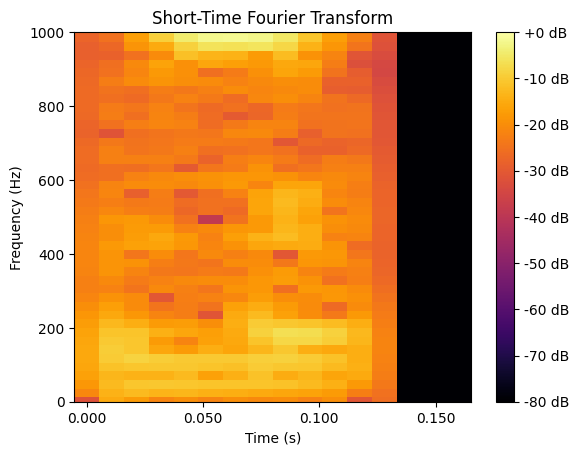 Short-Time Fourier Transform
1000
800
600
400
200
0
Frequency (Hz)
0.000
0.050
0.100
0.150
Time (s)
+0 dB
-10 dB
-20 dB
-30 dB
-40 dB
-50 dB
-60 dB
-70 dB
-80 dB